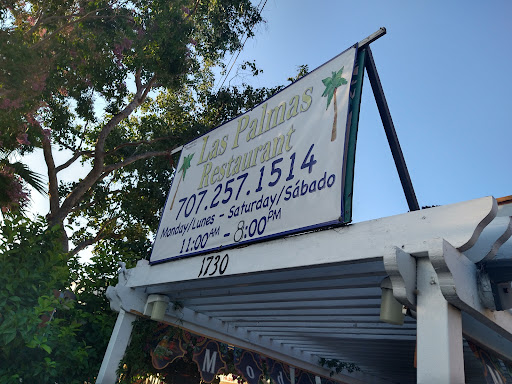 Las Palmas
Restaurant
707.257.1514
Monday/Lunes - Saturday/Sábado
11:00AM - 8:00PM
1730